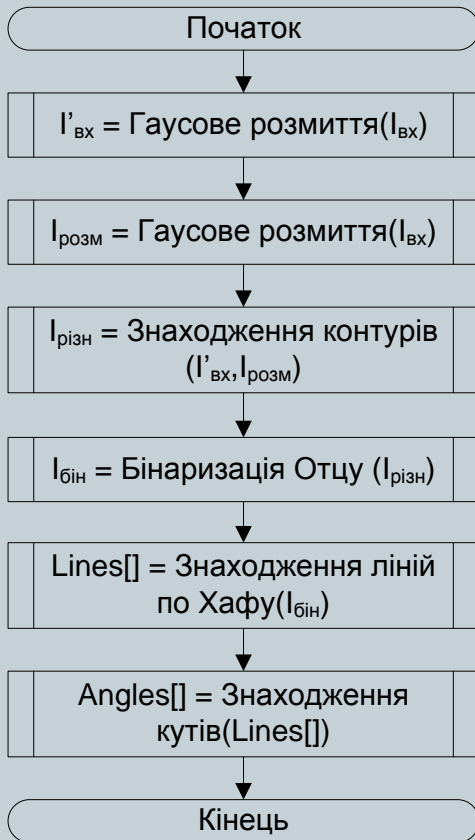 Початок
I'вх = Гаусове розмиття(Iвх)
Iрозм = Гаусове розмиття(Iвх)
Iрізн = Знаходження контурів
(I'вх,Iрозм)
Iбін = Бінаризація Отцу (Iрізн)
Lines[] = Знаходження ліній
по Хафу(Iбін)
Angles[] = Знаходження
кутів(Lines[])
Кінець